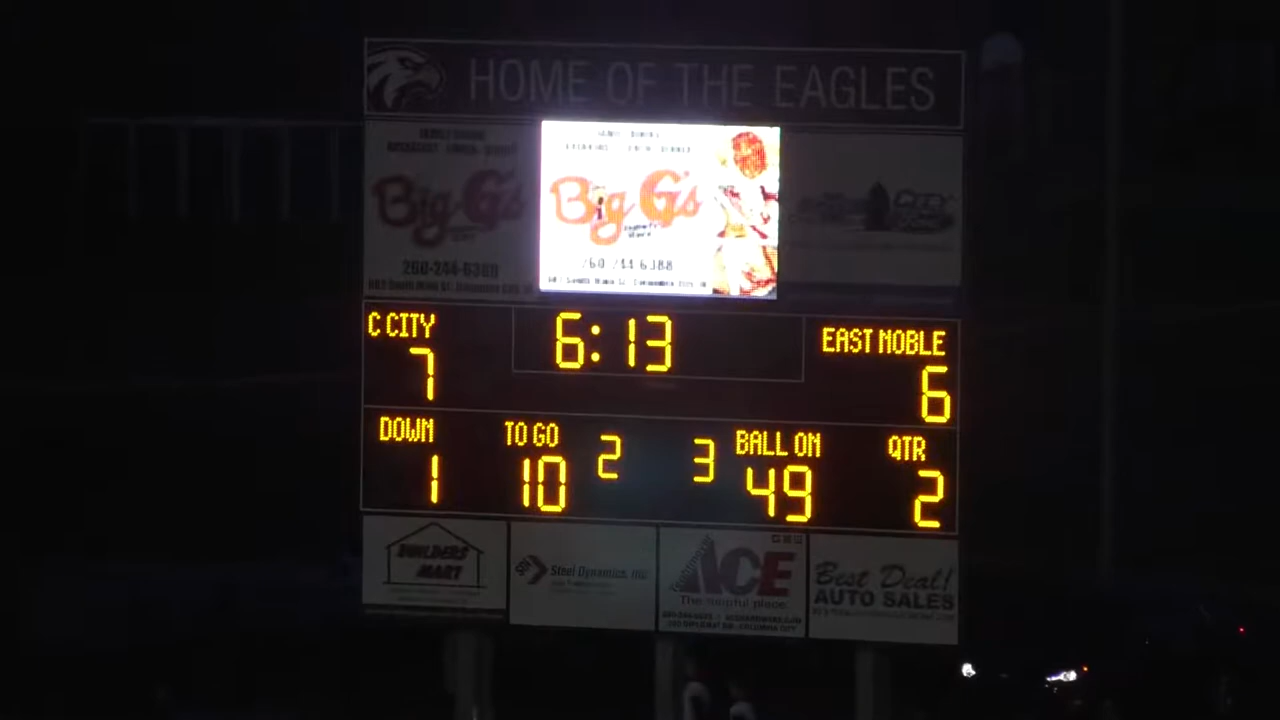 HOME OF THE EAGLES
Big G's
260-244-6388
Big G's
CITY
C CITY
6:13
EAST NOBLE
7
6
DOWN
TO GO
2
3
BALL ON
QTR
1
10
49
2
BUILDERS
MART
SDI
Steel Dynamics, Inc.
ACE
The helpful place.
Best Deal!
AUTO SALES